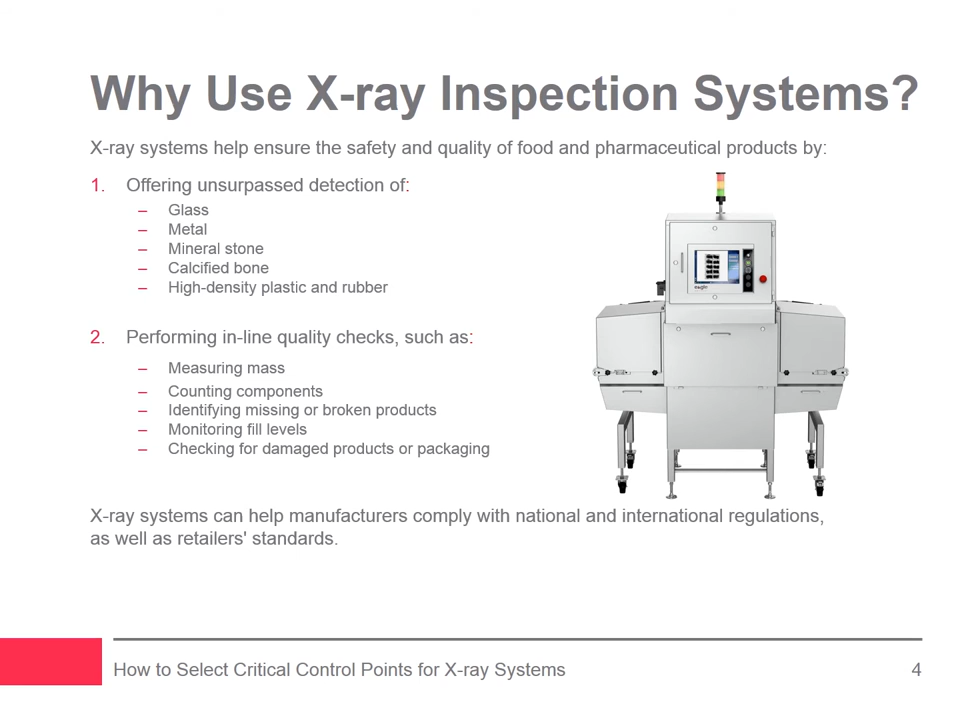 Why Use X-ray Inspection Systems?
X-ray systems help ensure the safety and quality of food and pharmaceutical products by:
1. Offering unsurpassed detection of:
– Glass
– Metal
– Mineral stone
– Calcified bone
– High-density plastic and rubber
2. Performing in-line quality checks, such as:
– Measuring mass
– Counting components
– Identifying missing or broken products
– Monitoring fill levels
– Checking for damaged products or packaging
eagle
X-ray systems can help manufacturers comply with national and international regulations,
as well as retailers' standards.
How to Select Critical Control Points for X-ray Systems
4